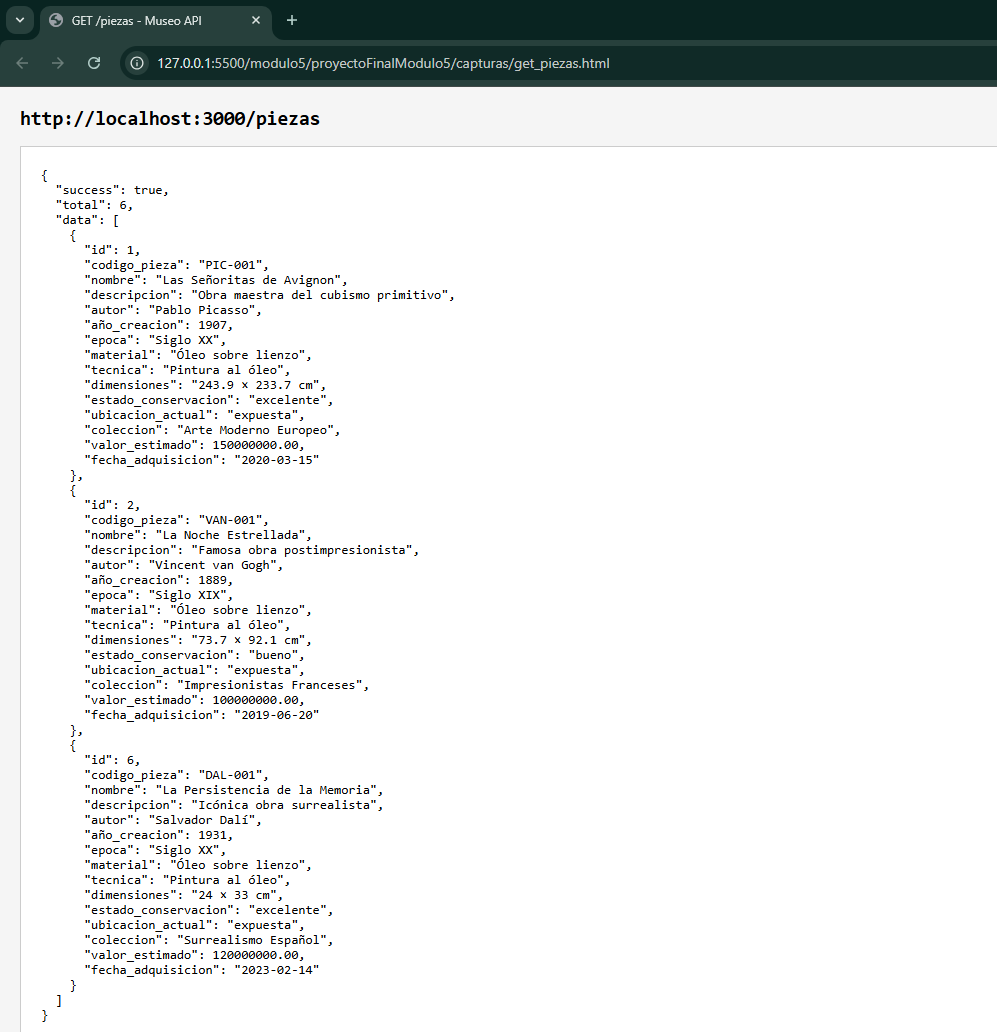 GET /piezas - Museo API
127.0.0.1:5500/modulo5/proyectoFinalModulo5/capturas/get_piezas.html
http://localhost:3000/piezas
{
  "success": true,
  "total": 6,
  "data": [
    {
      "id": 1,
      "codigo_pieza": "PIC-001",
      "nombre": "Las Señoritas de Avignon",
      "descripcion": "Obra maestra del cubismo primitivo",
      "autor": "Pablo Picasso",
      "año_creacion": 1907,
      "epoca": "Siglo XX",
      "material": "Óleo sobre lienzo",
      "tecnica": "Pintura al óleo",
      "dimensiones": "243.9 × 233.7 cm",
      "estado_conservacion": "excelente",
      "ubicacion_actual": "expuesta",
      "coleccion": "Arte Moderno Europeo",
      "valor_estimado": 150000000.00,
      "fecha_adquisicion": "2020-03-15"
    },
    {
      "id": 2,
      "codigo_pieza": "VAN-001",
      "nombre": "La Noche Estrellada",
      "descripcion": "Famosa obra postimpresionista",
      "autor": "Vincent van Gogh",
      "año_creacion": 1889,
      "epoca": "Siglo XIX",
      "material": "Óleo sobre lienzo",
      "tecnica": "Pintura al óleo",
      "dimensiones": "73.7 × 92.1 cm",
      "estado_conservacion": "bueno",
      "ubicacion_actual": "expuesta",
      "coleccion": "Impresionistas Franceses",
      "valor_estimado": 100000000.00,
      "fecha_adquisicion": "2019-06-20"
    },
    {
      "id": 6,
      "codigo_pieza": "DAL-001",
      "nombre": "La Persistencia de la Memoria",
      "descripcion": "Icónica obra surrealista",
      "autor": "Salvador Dalí",
      "año_creacion": 1931,
      "epoca": "Siglo XX",
      "material": "Óleo sobre lienzo",
      "tecnica": "Pintura al óleo",
      "dimensiones": "24 × 33 cm",
      "estado_conservacion": "excelente",
      "ubicacion_actual": "expuesta",
      "coleccion": "Surrealismo Español",
      "valor_estimado": 120000000.00,
      "fecha_adquisicion": "2023-02-14"
    }
  ]
}